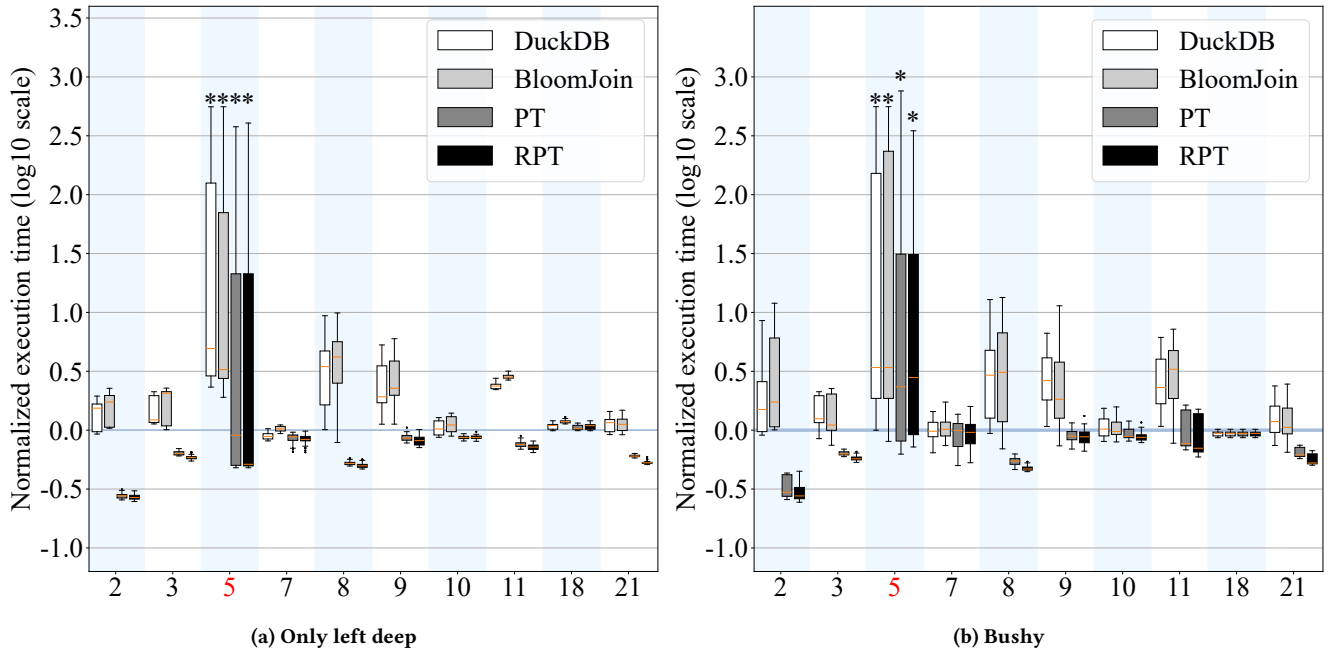 Normalized execution time (log10 scale)
3.5
3.0
2.5
2.0
1.5
1.0
0.5
0.0
-0.5
-1.0
DuckDB
BloomJoin
PT
RPT
****
2 3 5 7 8 9 10 11 18 21
(a) Only left deep
Normalized execution time (log10 scale)
3.5
3.0
2.5
2.0
1.5
1.0
0.5
0.0
-0.5
-1.0
DuckDB
BloomJoin
PT
RPT
*
**
*
2 3 5 7 8 9 10 11 18 21
(b) Bushy